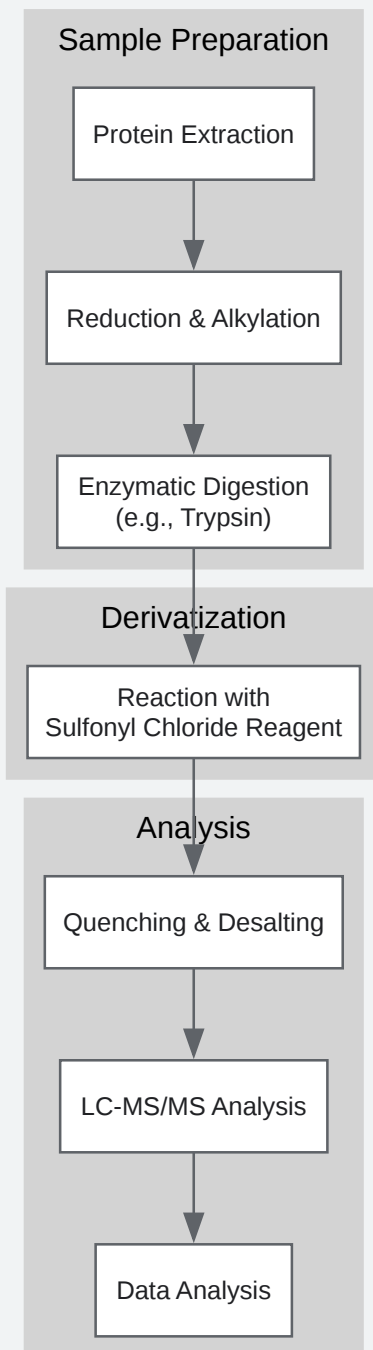 Sample Preparation
Protein Extraction
Reduction & Alkylation
Enzymatic Digestion
(e.g., Trypsin)
Derivatization
Reaction with
Sulfonyl Chloride Reagent
Analysis
Quenching & Desalting
LC-MS/MS Analysis
Data Analysis